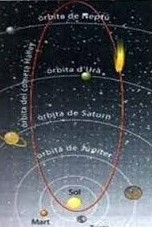 òrbita de Neptú
òrbita del cometa Halley
òrbita d'Urà
òrbita de Saturn
òrbita de Júpiter
Sol
Mart